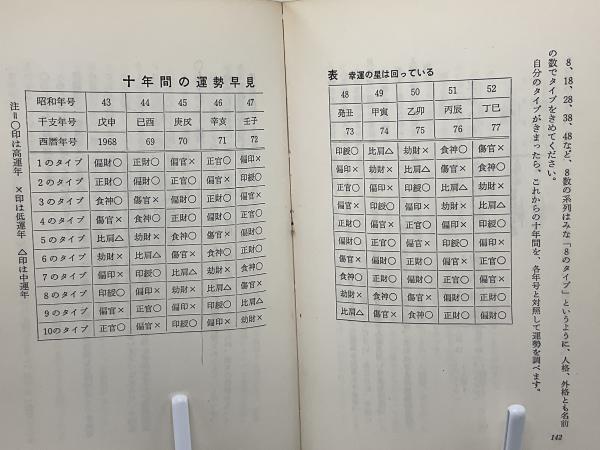 8、18、28、38、48など、8数の系列はみな「8のタイプ」というように、人格、外格とも名前
の数でタイプをきめてください。
自分のタイプがきまったら、これからの十年間を、各年号と対照して運勢を調べます。
表 幸運の星は回っている
48 49 50 51 52
癸丑 甲寅 乙卯 丙辰 丁巳
73 74 75 76 77
印綬○ 比肩△ 劫財× 食神○ 傷官×
偏印× 劫財× 比肩△ 傷官× 食神○
正官○ 偏印× 印綬○ 比肩△ 劫財×
偏官× 印綬○ 偏印× 劫財× 比肩△
正財○ 偏官× 正官○ 偏印× 印綬○
偏財○ 正官○ 偏官× 印綬○ 偏印×
傷官× 偏財○ 正財○ 偏官× 正官○
食神○ 正財○ 偏財○ 正官○ 偏官×
劫財× 食神○ 傷官× 偏財○ 正財○
比肩△ 傷官× 食神○ 正財○ 偏財○
142
十年間の運勢早見
昭和年号 43 44 45 46 47
干支年号 戊申 己酉 庚戌 辛亥 壬子
西暦年号 1968 69 70 71 72
1のタイプ 偏財○ 正財○ 偏官× 正官○ 偏印×
2のタイプ 正財○ 偏財○ 正官○ 偏官× 印綬○
3のタイプ 食神○ 傷官× 偏財○ 正財○ 偏官×
4のタイプ 傷官× 食神○ 正財○ 偏財○ 正官○
5のタイプ 比肩△ 劫財× 食神○ 傷官× 偏財○
6のタイプ 劫財× 比肩△ 傷官× 食神○ 正財○
7のタイプ 偏印× 印綬○ 比肩△ 劫財× 食神○
8のタイプ 印綬○ 偏印× 劫財× 比肩△ 傷官×
9のタイプ 偏官× 正官○ 偏印× 印綬○ 比肩△
10のタイプ 正官○ 偏官× 印綬○ 偏印× 劫財×
注=○印は高運年 ×印は低運年 △印は中運年